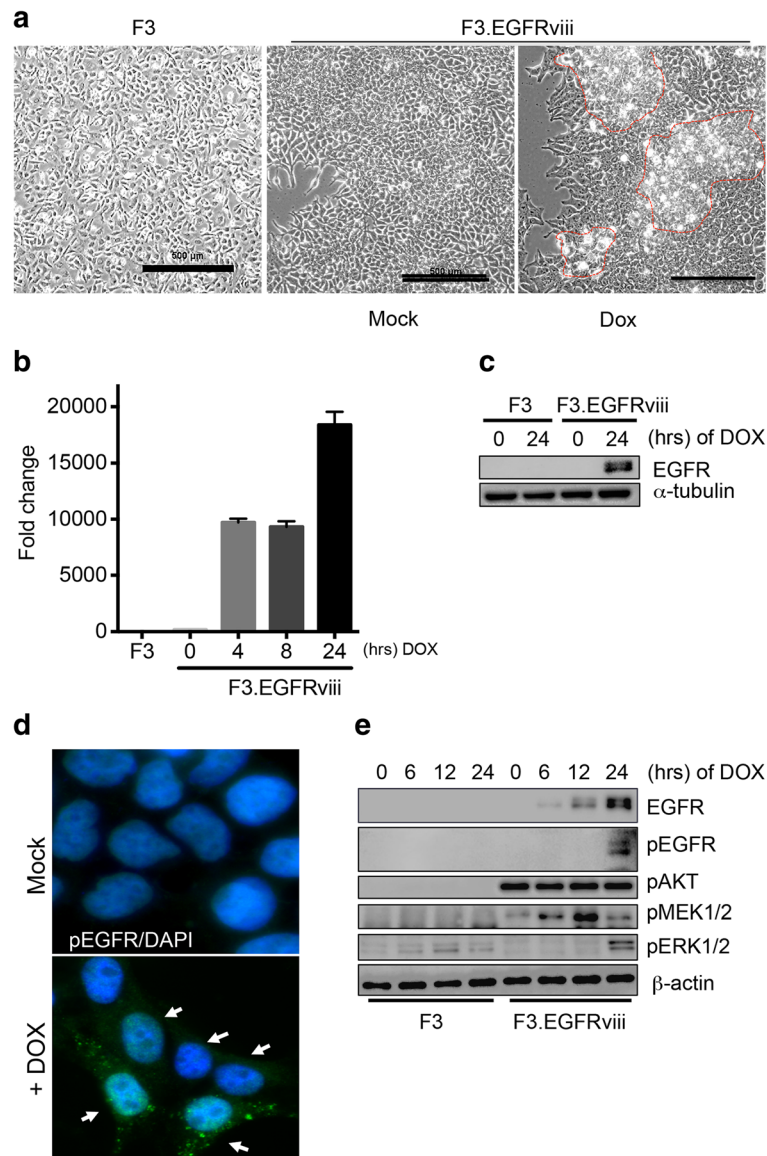 a
F3
F3.EGFRviii
500 µm
500 µm
Mock
Dox
b
Fold change
20000
15000
10000
5000
0
F3
0
4
8
24
(hrs) DOX
F3.EGFRviii
c
F3
F3.EGFRviii
0
24
0
24
(hrs) of DOX
EGFR
α-tubulin
d
Mock
pEGFR/DAPI
+ DOX
e
0 6 12 24 0 6 12 24 (hrs) of DOX
EGFR
pEGFR
pAKT
pMEK1/2
pERK1/2
β-actin
F3
F3.EGFRviii